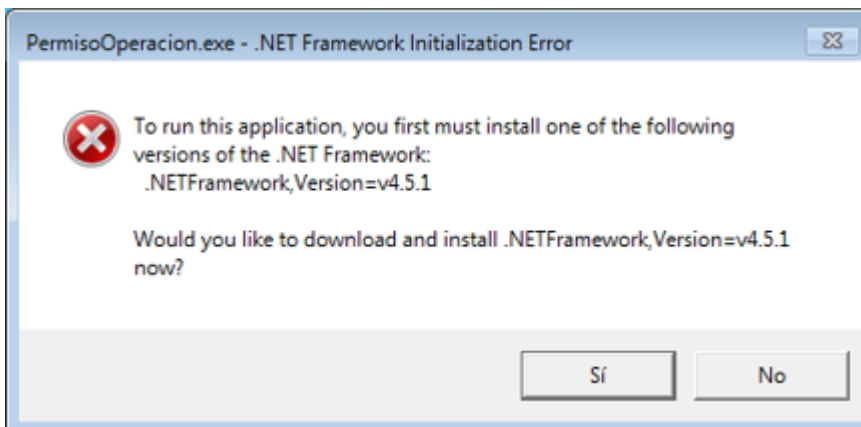 PermisoOperacion.exe - .NET Framework Initialization Error
To run this application, you first must install one of the following
versions of the .NET Framework:
.NETFramework,Version=v4.5.1
Would you like to download and install .NETFramework,Version=v4.5.1
now?
Sí
No